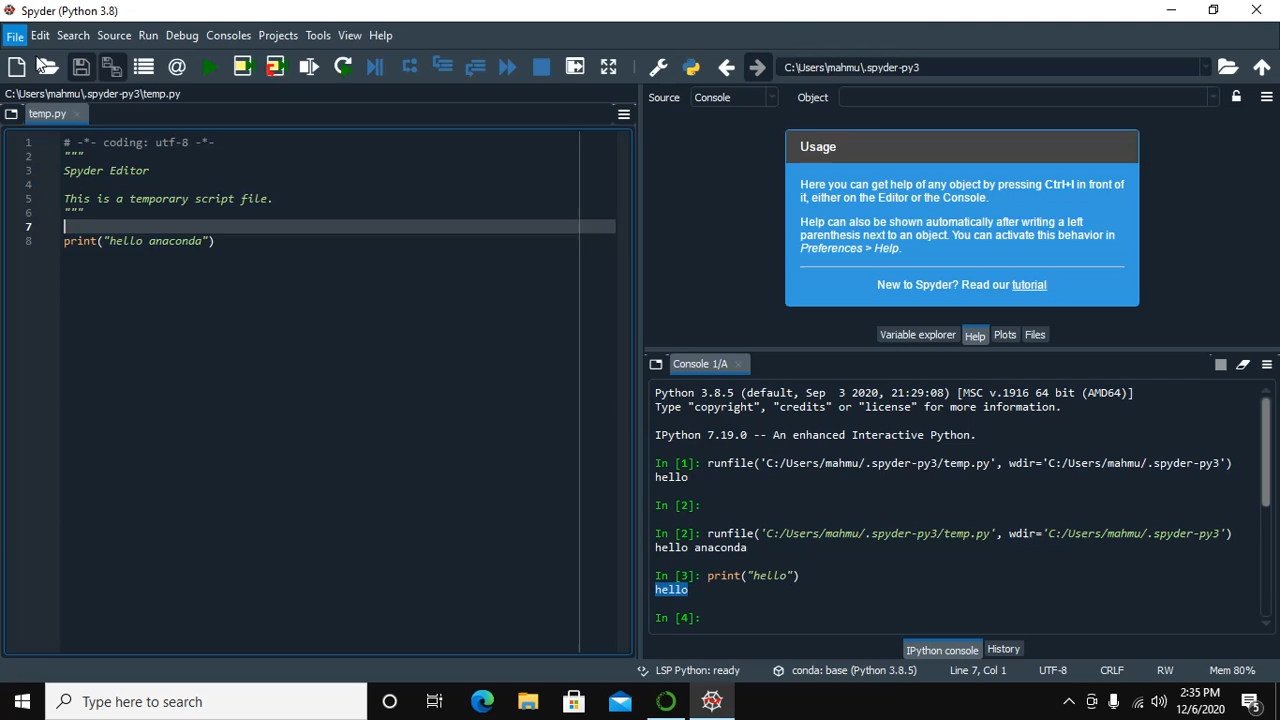 Spyder (Python 3.8)
File Edit Search Source Run Debug Consoles Projects Tools View Help
C:\Users\mahmu\.spyder-py3
C:\Users\mahmu\.spyder-py3\temp.py
Source Console Object
temp.py
1 # -*- coding: utf-8 -*-
2 """
3 Spyder Editor
4
5 This is a temporary script file.
6 """
7
8 print("hello anaconda")
Usage
Here you can get help of any object by pressing Ctrl+I in front
of it, either on the Editor or the Console.
Help can also be shown automatically after writing a left
parenthesis next to an object. You can activate this behavior in
Preferences > Help.
New to Spyder? Read our tutorial
Variable explorer Help Plots Files
Console 1/A
Python 3.8.5 (default, Sep  3 2020, 21:29:08) [MSC v.1916 64 bit (AMD64)]
Type "copyright", "credits" or "license" for more information.
IPython 7.19.0 -- An enhanced Interactive Python.
In [1]: runfile('C:/Users/mahmu/.spyder-py3/temp.py', wdir='C:/Users/mahmu/.spyder-py3')
hello
In [2]:
In [2]: runfile('C:/Users/mahmu/.spyder-py3/temp.py', wdir='C:/Users/mahmu/.spyder-py3')
hello anaconda
In [3]: print("hello")
hello
In [4]:
IPython console History
LSP Python: ready conda: base (Python 3.8.5) Line 7, Col 1 UTF-8 CRLF RW Mem 80%
Type here to search
2:35 PM
12/6/2020
5